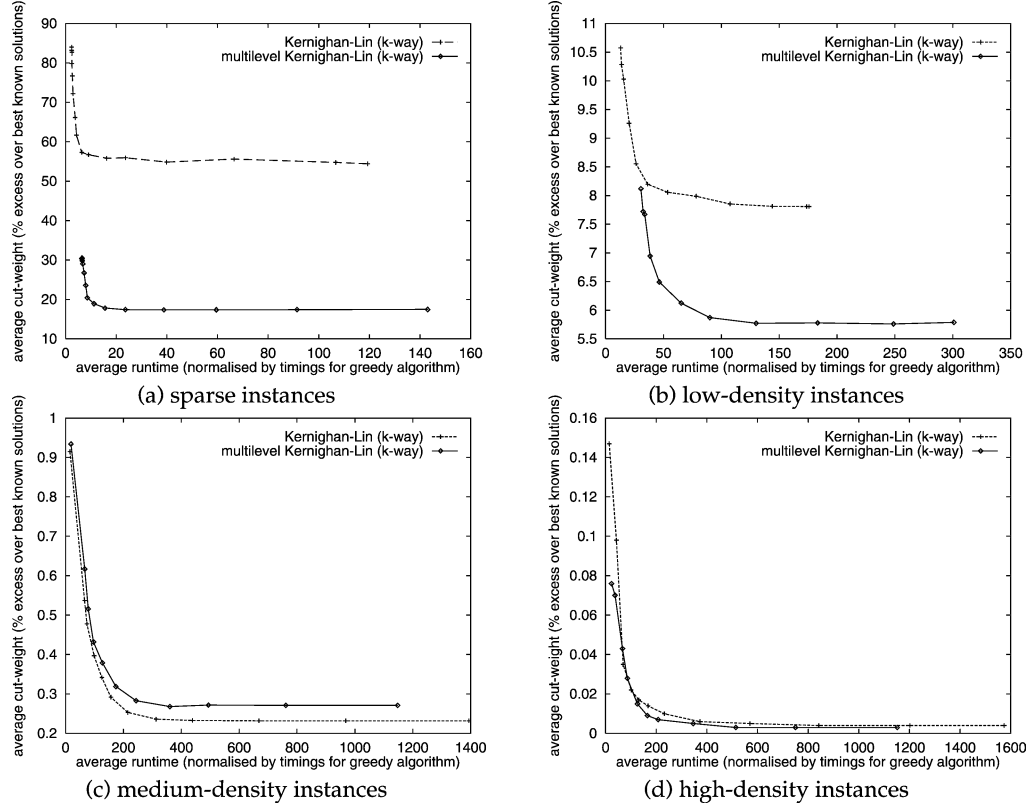 average cut-weight (% excess over best known solutions)
90
80
70
60
50
40
30
20
10
Kernighan-Lin (k-way)
multilevel Kernighan-Lin (k-way)
0 20 40 60 80 100 120 140 160
average runtime (normalised by timings for greedy algorithm)
(a) sparse instances
average cut-weight (% excess over best known solutions)
11
10.5
10
9.5
9
8.5
8
7.5
7
6.5
6
5.5
Kernighan-Lin (k-way)
multilevel Kernighan-Lin (k-way)
0 50 100 150 200 250 300 350
average runtime (normalised by timings for greedy algorithm)
(b) low-density instances
average cut-weight (% excess over best known solutions)
1
0.9
0.8
0.7
0.6
0.5
0.4
0.3
0.2
Kernighan-Lin (k-way)
multilevel Kernighan-Lin (k-way)
0 200 400 600 800 1000 1200 1400
average runtime (normalised by timings for greedy algorithm)
(c) medium-density instances
average cut-weight (% excess over best known solutions)
0.16
0.14
0.12
0.1
0.08
0.06
0.04
0.02
0
Kernighan-Lin (k-way)
multilevel Kernighan-Lin (k-way)
0 200 400 600 800 1000 1200 1400 1600
average runtime (normalised by timings for greedy algorithm)
(d) high-density instances